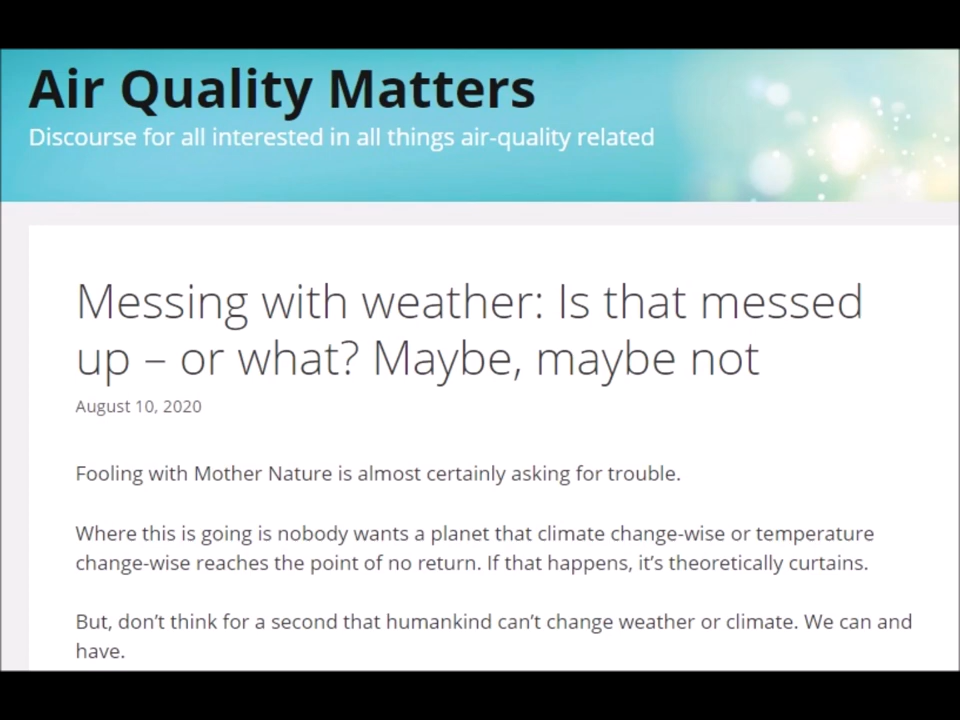 Air Quality Matters
Discourse for all interested in all things air-quality related
Messing with weather: Is that messed
up – or what? Maybe, maybe not
August 10, 2020
Fooling with Mother Nature is almost certainly asking for trouble.
Where this is going is nobody wants a planet that climate change-wise or temperature
change-wise reaches the point of no return. If that happens, it’s theoretically curtains.
But, don’t think for a second that humankind can’t change weather or climate. We can and
have.